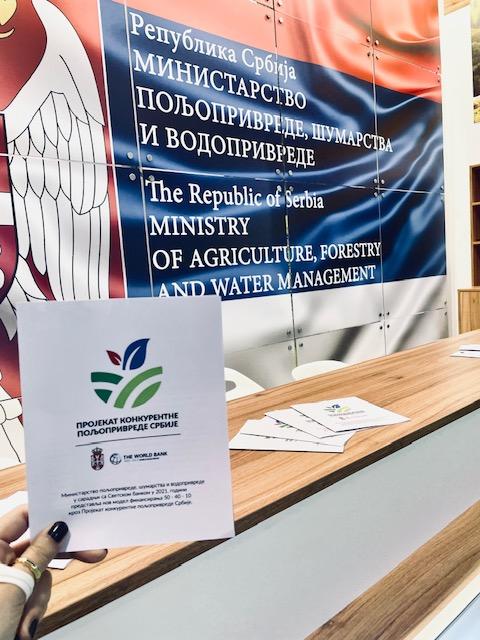 Република Србија
МИНИСТАРСТВО
ПОЉОПРИВРЕДЕ, ШУМАРСТВА
И ВОДОПРИВРЕДЕ
The Republic of Serbia
MINISTRY
OF AGRICULTURE, FORESTRY
AND WATER MANAGEMENT
ПРОЈЕКАТ КОНКУРЕНТНЕ
ПОЉОПРИВРЕДЕ СРБИЈЕ
THE WORLD BANK
Министарство пољопривреде, шумарства и водопривреде
у сарадњи са Светском банком у 2021. години
представља нов модел финансирања 50 - 40 - 10
кроз Пројекат конкурентне пољопривреде Србије.